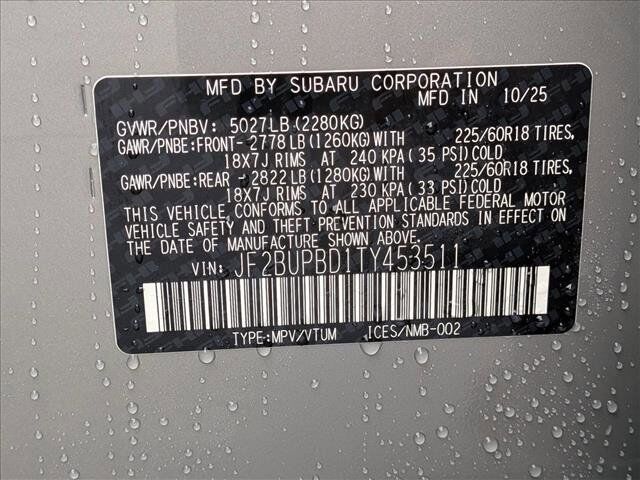 MFD BY SUBARU CORPORATION
MFD IN 10/25
GVWR/PNBV: 5027LB(2280KG)
GAWR/PNBE:FRONT- 2778 LB(1260KG)WITH 225/60R18 TIRES,
18X7J RIMS AT 240 KPA(35 PSI)COLD
GAWR/PNBE:REAR - 2822 LB(1280KG)WITH 225/60R18 TIRES,
18X7J RIMS AT 230 KPA(33 PSI)COLD
THIS VEHICLE CONFORMS TO ALL APPLICABLE FEDERAL MOTOR
VEHICLE SAFETY AND THEFT PREVENTION STANDARDS IN EFFECT
ON THE DATE OF MANUFACTURE SHOWN ABOVE.
VIN: JF2BUPBD1TY453511
TYPE:MPV/VTUM ICES/NMB-002